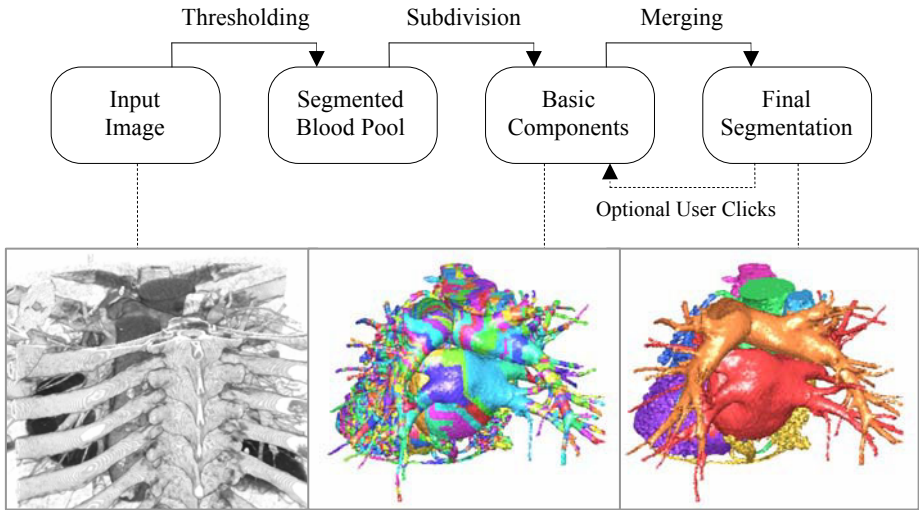 Thresholding
Subdivision
Merging
Input
Image
Segmented
Blood Pool
Basic
Components
Final
Segmentation
Optional User Clicks